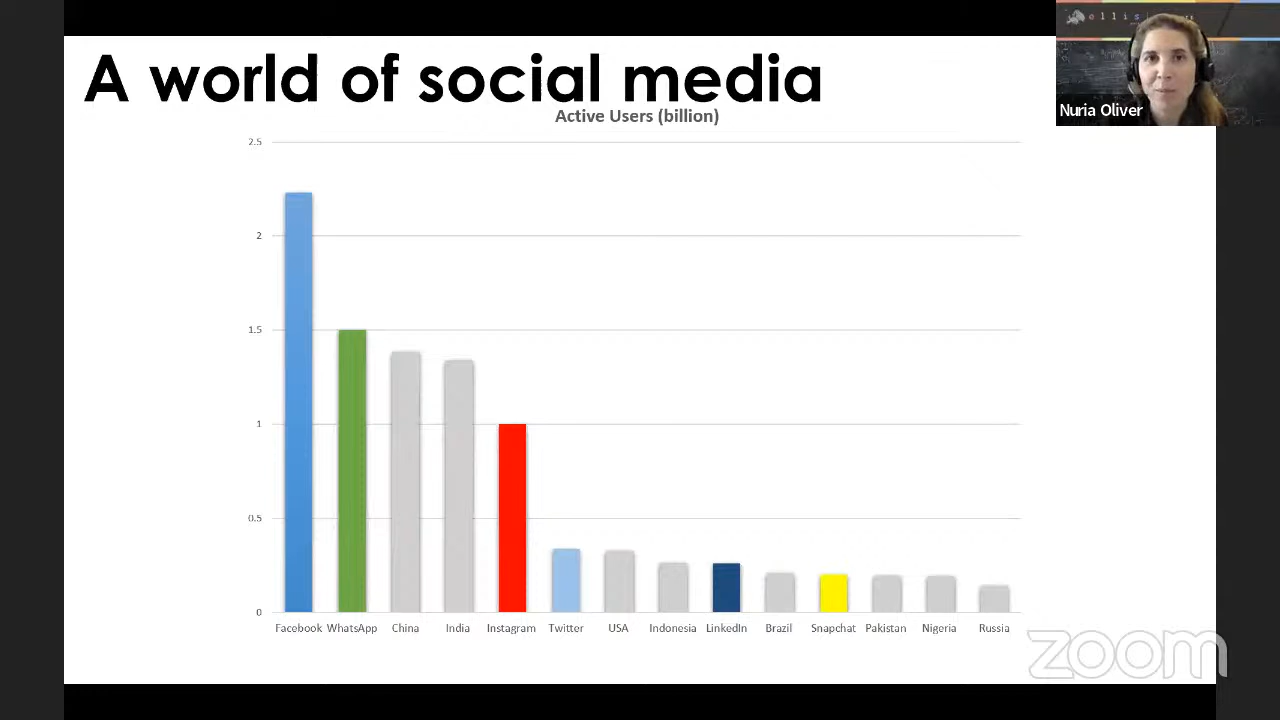 A world of social media
Active Users (billion)
2.5
2
1.5
1
0.5
0
Facebook WhatsApp China India Instagram Twitter USA Indonesia LinkedIn Brazil Snapchat Pakistan Nigeria Russia
ellis
Nuria Oliver
zoom